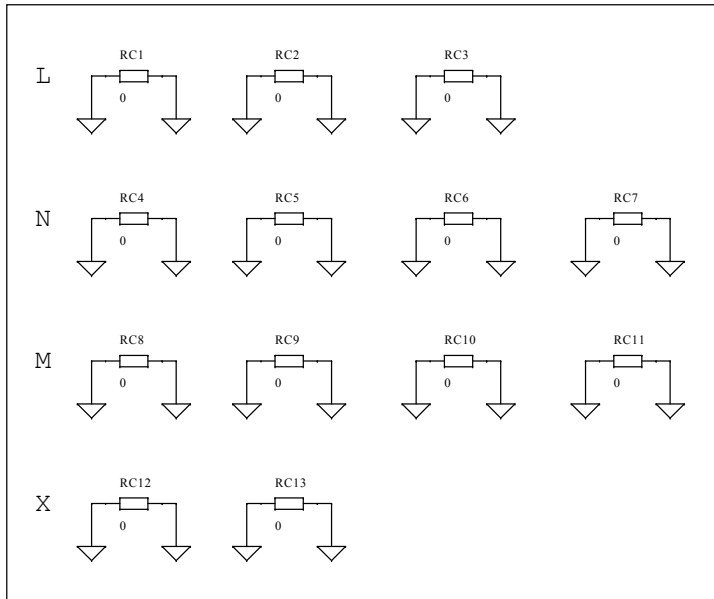 RC1 RC2 RC3
L
0 0 0
RC4 RC5 RC6 RC7
N
0 0 0 0
RC8 RC9 RC10 RC11
M
0 0 0 0
RC12 RC13
X
0 0